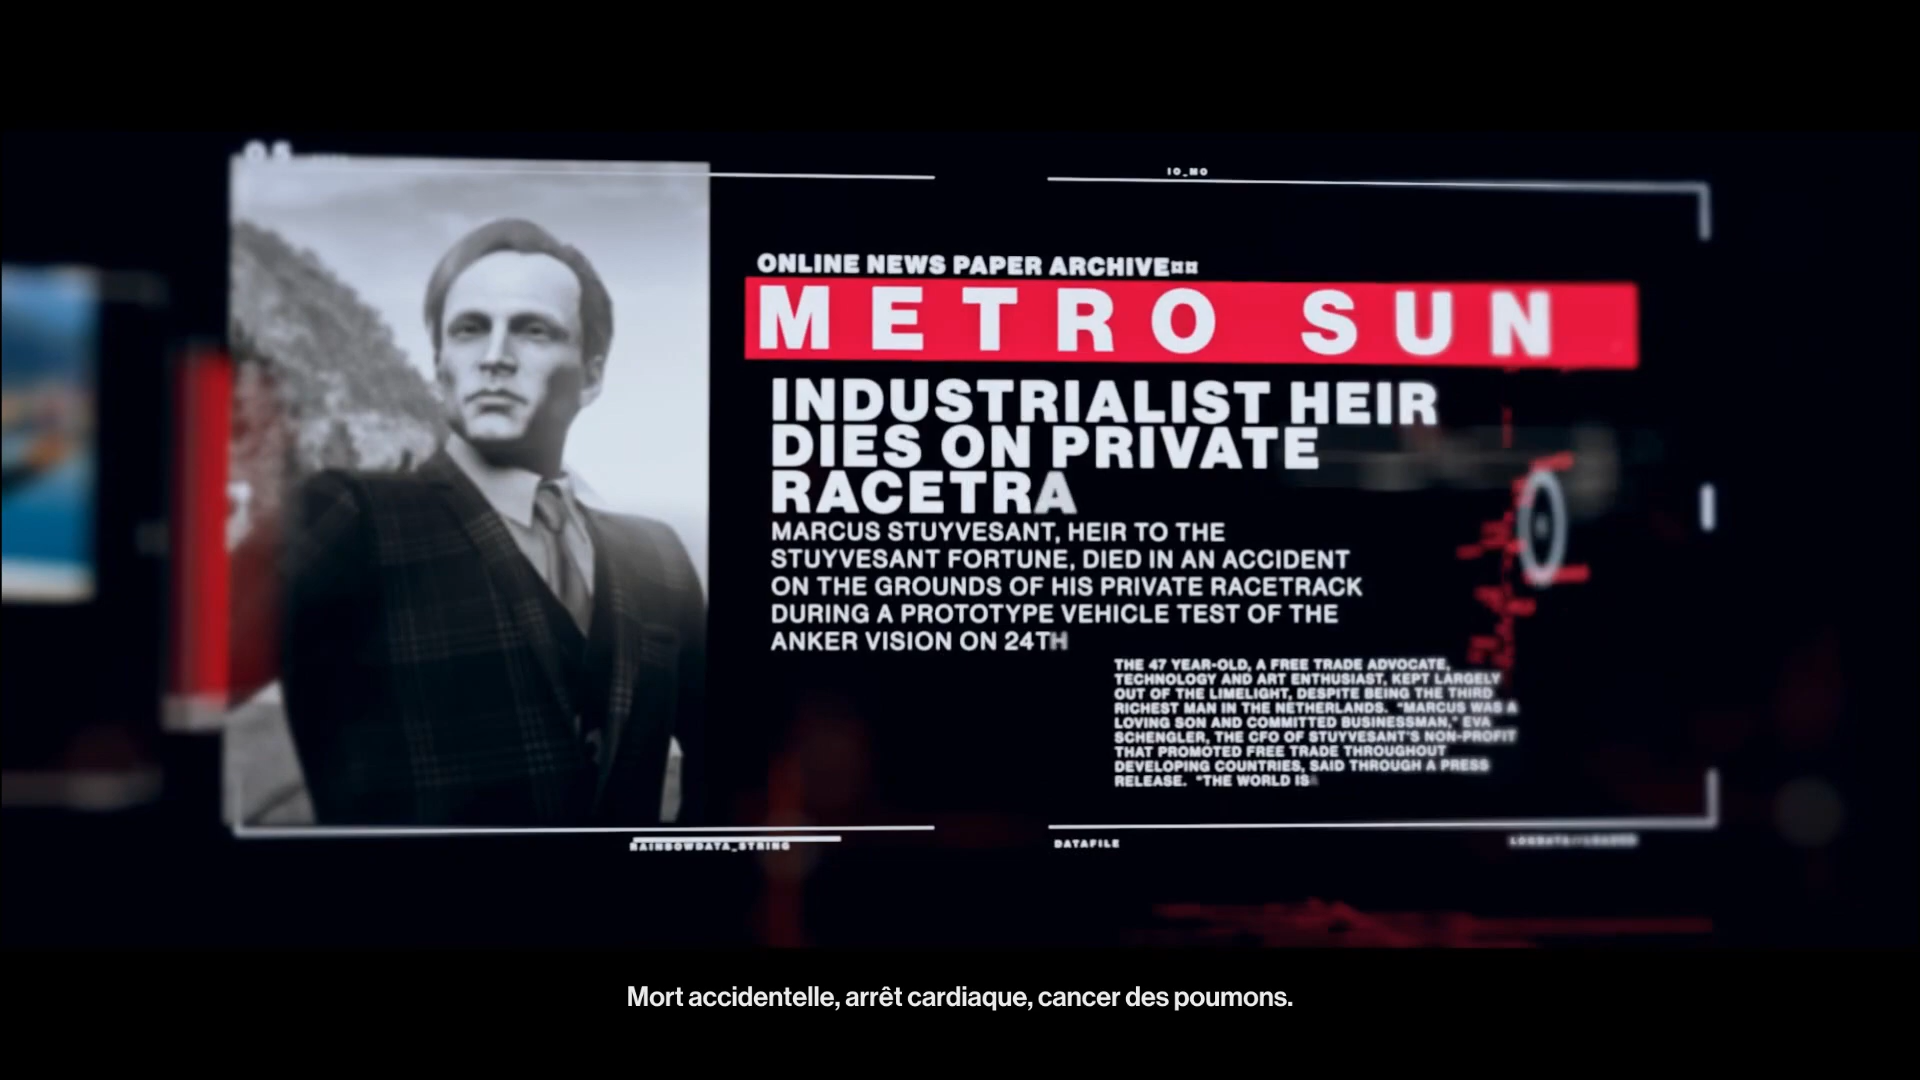 IO_MO
ONLINE NEWS PAPER ARCHIVE¤¤
METRO SUN
INDUSTRIALIST HEIR
DIES ON PRIVATE
RACETRA
MARCUS STUYVESANT, HEIR TO THE
STUYVESANT FORTUNE, DIED IN AN ACCIDENT
ON THE GROUNDS OF HIS PRIVATE RACETRACK
DURING A PROTOTYPE VEHICLE TEST OF THE
ANKER VISION ON 24TH
THE 47 YEAR-OLD, A FREE TRADE ADVOCATE,
TECHNOLOGY AND ART ENTHUSIAST, KEPT LARGELY
OUT OF THE LIMELIGHT, DESPITE BEING THE THIRD
RICHEST MAN IN THE NETHERLANDS. "MARCUS WAS A
LOVING SON AND COMMITTED BUSINESSMAN," EVA
SCHENGLER, THE CFO OF STUYVESANT'S NON-PROFIT
THAT PROMOTED FREE TRADE THROUGHOUT
DEVELOPING COUNTRIES, SAID THROUGH A PRESS
RELEASE. "THE WORLD IS
RAINBOWDATA_STRING
DATAFILE
Mort accidentelle, arrêt cardiaque, cancer des poumons.